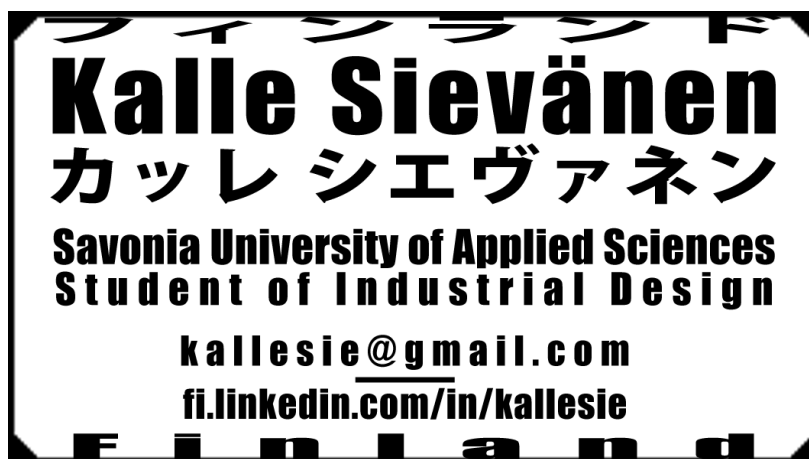 フィンランド
Kalle Sievänen
カッレ シエヴァネン
Savonia University of Applied Sciences
Student of Industrial Design
kallesie@gmail.com
fi.linkedin.com/in/kallesie
Finland